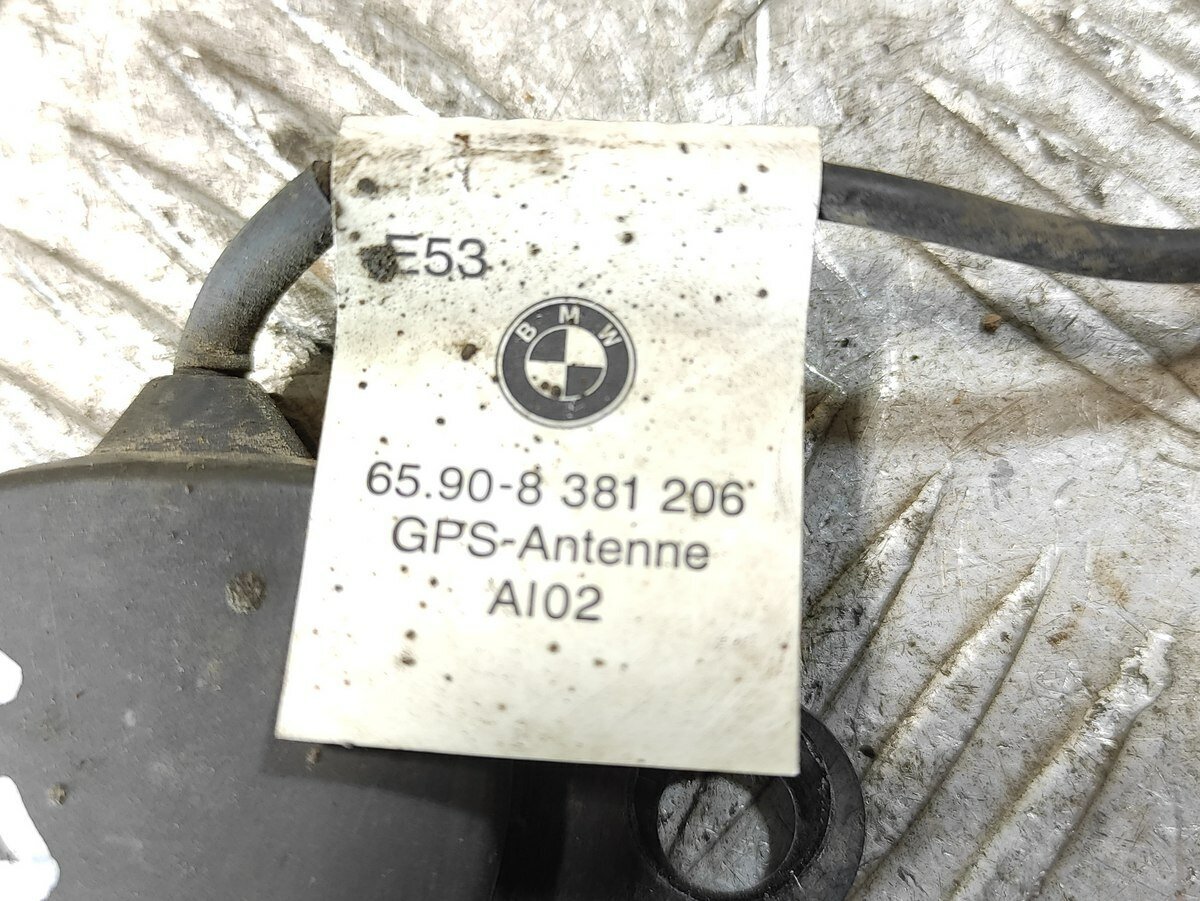 E53
BMW
65.90-8 381 206
GPS-Antenne
AI02